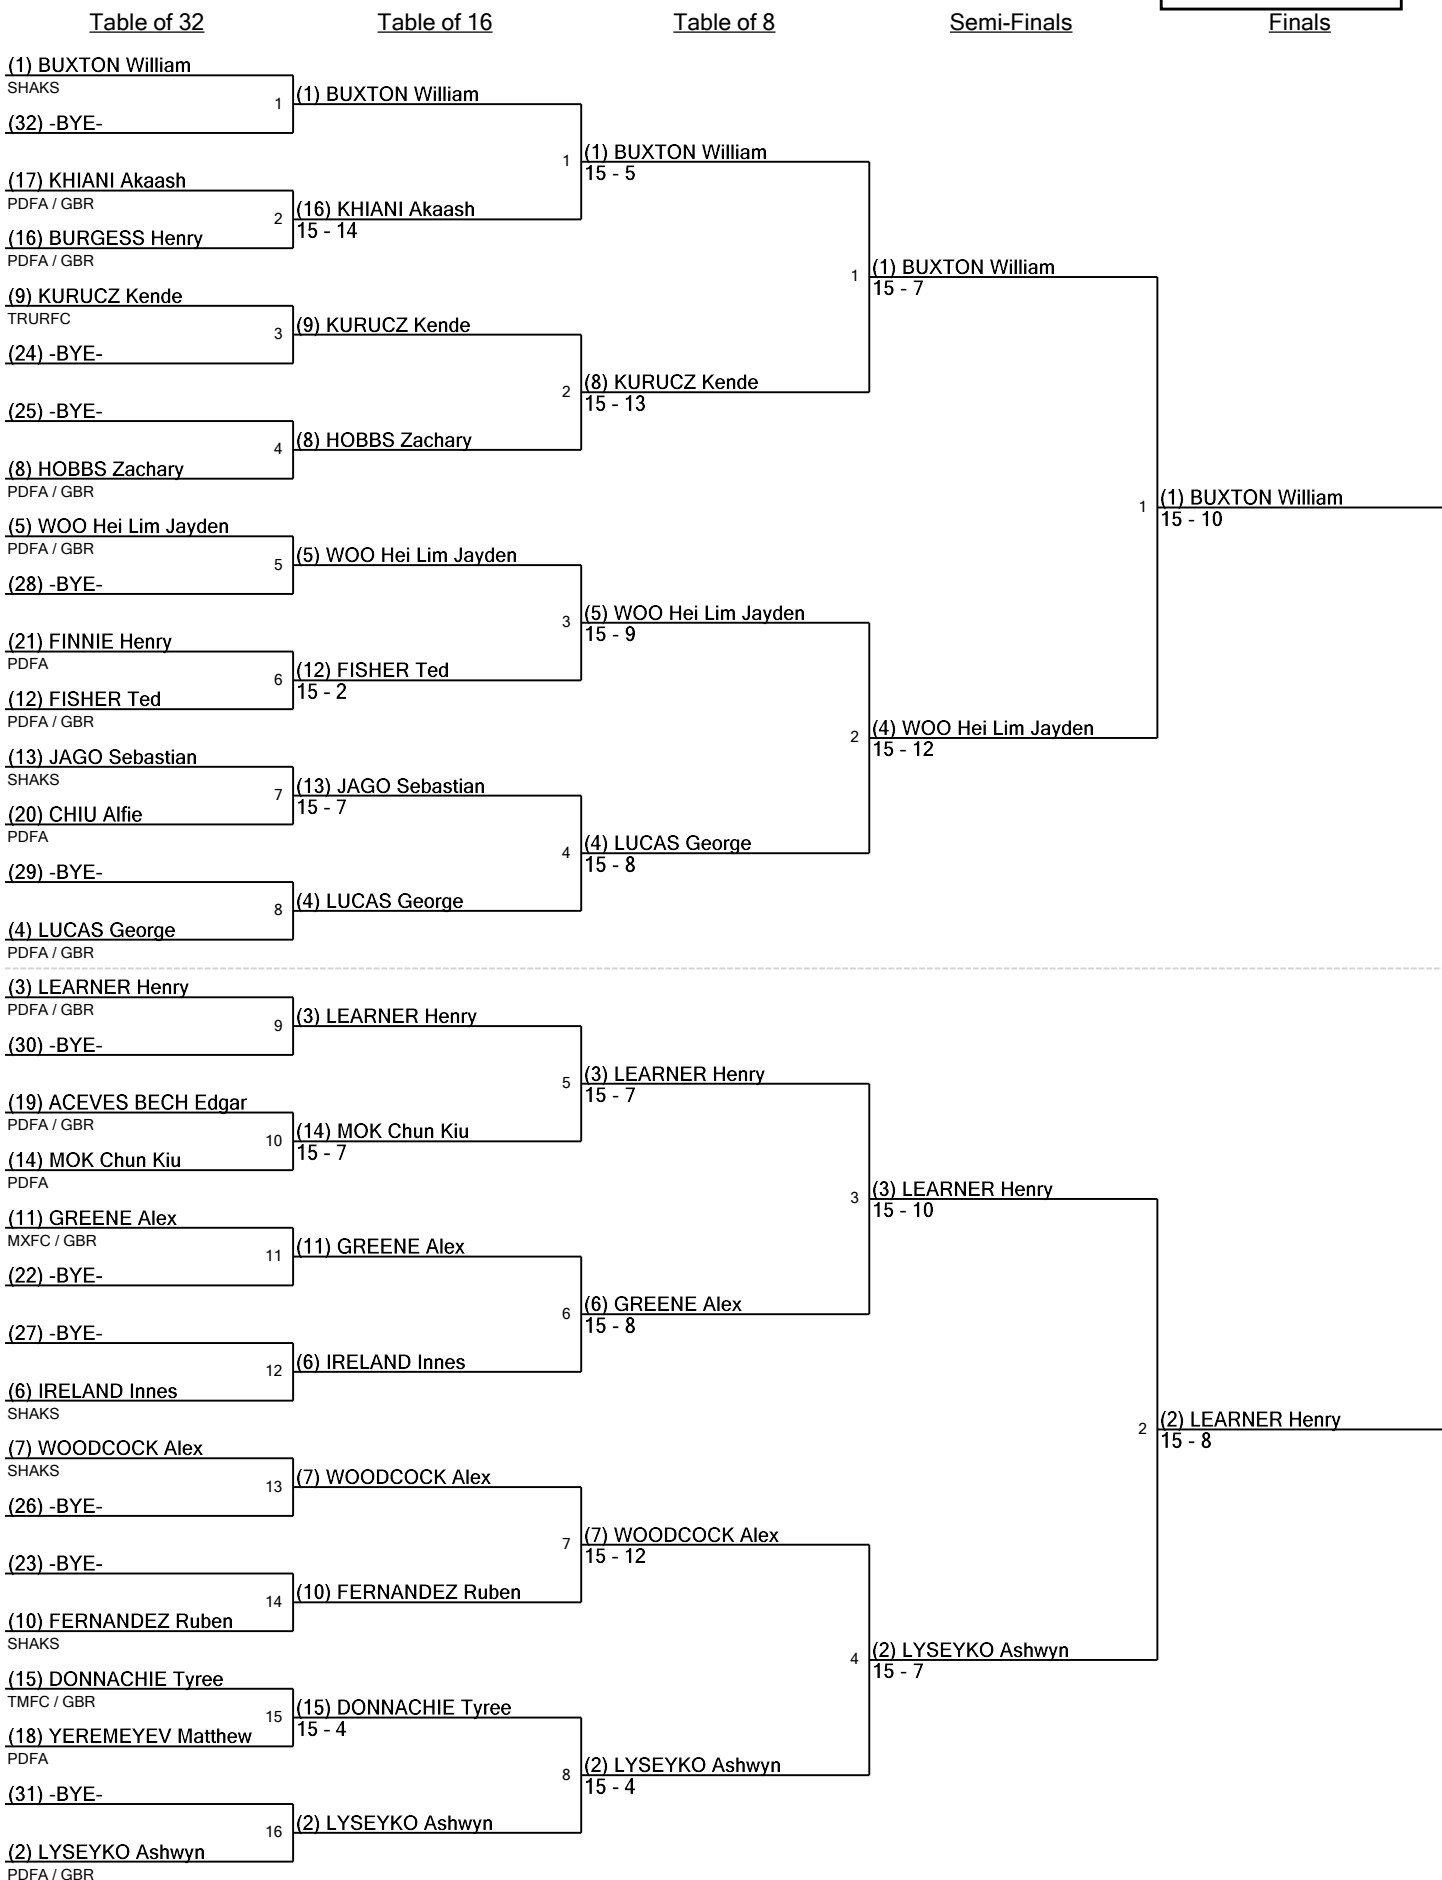 Table of 32
Table of 16
Table of 8
Semi-Finals
Finals
(1) BUXTON William
SHAKS
1
(32) -BYE-
(17) KHIANI Akaash
PDFA / GBR
2
(16) BURGESS Henry
PDFA / GBR
(9) KURUCZ Kende
TRURFC
3
(24) -BYE-
(25) -BYE-
4
(8) HOBBS Zachary
PDFA / GBR
(5) WOO Hei Lim Jayden
PDFA / GBR
5
(28) -BYE-
(21) FINNIE Henry
PDFA
6
(12) FISHER Ted
PDFA / GBR
(13) JAGO Sebastian
SHAKS
7
(20) CHIU Alfie
PDFA
(29) -BYE-
8
(4) LUCAS George
PDFA / GBR
(3) LEARNER Henry
PDFA / GBR
9
(30) -BYE-
(19) ACEVES BECH Edgar
PDFA / GBR
10
(14) MOK Chun Kiu
PDFA
(11) GREENE Alex
MXFC / GBR
11
(22) -BYE-
(27) -BYE-
12
(6) IRELAND Innes
SHAKS
(7) WOODCOCK Alex
SHAKS
13
(26) -BYE-
(23) -BYE-
14
(10) FERNANDEZ Ruben
SHAKS
(15) DONNACHIE Tyree
TMFC / GBR
15
(18) YEREMEYEV Matthew
PDFA
(31) -BYE-
16
(2) LYSEYKO Ashwyn
PDFA / GBR
(1) BUXTON William
1
(16) KHIANI Akaash
15 - 14
(9) KURUCZ Kende
2
(8) HOBBS Zachary
(5) WOO Hei Lim Jayden
3
(12) FISHER Ted
15 - 2
(13) JAGO Sebastian
15 - 7
4
(4) LUCAS George
(3) LEARNER Henry
5
(14) MOK Chun Kiu
15 - 7
(11) GREENE Alex
6
(6) IRELAND Innes
(7) WOODCOCK Alex
7
(10) FERNANDEZ Ruben
(15) DONNACHIE Tyree
15 - 4
8
(2) LYSEYKO Ashwyn
(1) BUXTON William
15 - 5
1
(8) KURUCZ Kende
15 - 13
(5) WOO Hei Lim Jayden
15 - 9
2
(4) LUCAS George
15 - 8
(3) LEARNER Henry
15 - 7
3
(6) GREENE Alex
15 - 8
(7) WOODCOCK Alex
15 - 12
4
(2) LYSEYKO Ashwyn
15 - 4
(1) BUXTON William
15 - 7
1
(4) WOO Hei Lim Jayden
15 - 12
(3) LEARNER Henry
15 - 10
2
(2) LYSEYKO Ashwyn
15 - 7
(1) BUXTON William
15 - 10
(2) LEARNER Henry
15 - 8